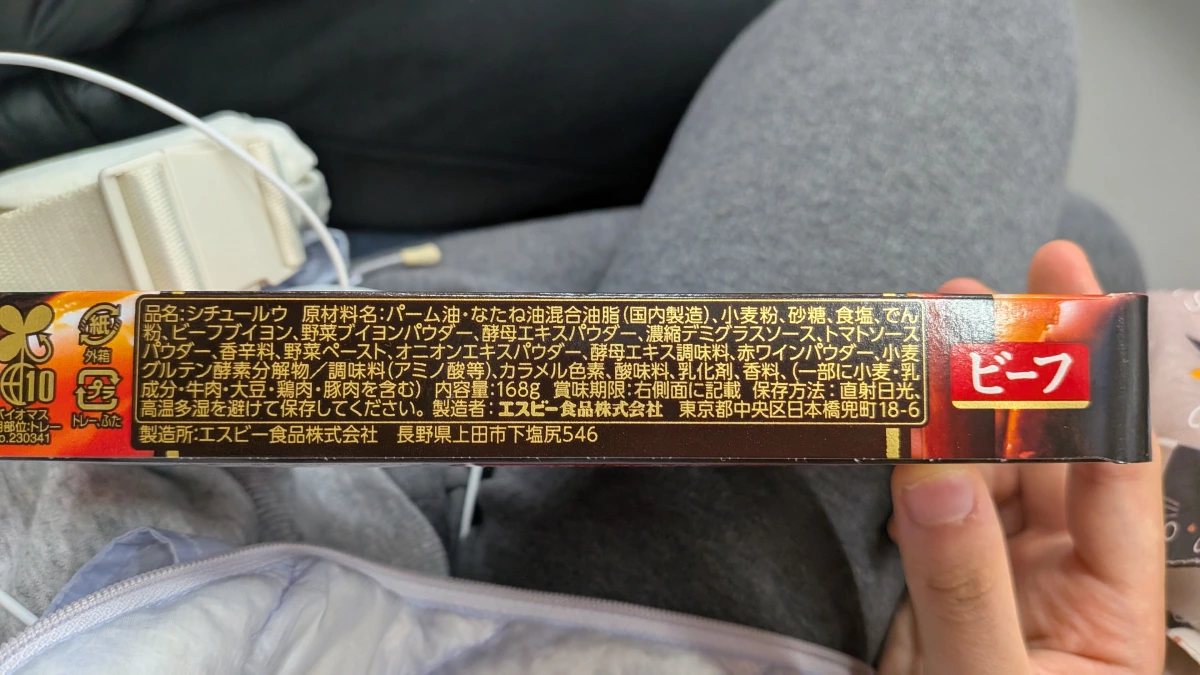 品名:シチュールウ 原材料名:パーム油・なたね油混合油脂(国内製造)、小麦粉、砂糖、食塩、でん
粉、ビーフブイヨン、野菜ブイヨンパウダー、酵母エキスパウダー、濃縮デミグラスソース、トマトソース
パウダー、香辛料、野菜ペースト、オニオンエキスパウダー、酵母エキス調味料、赤ワインパウダー、小麦
グルテン酵素分解物/調味料(アミノ酸等)、カラメル色素、酸味料、乳化剤、香料、(一部に小麦・乳
成分・牛肉・大豆・鶏肉・豚肉を含む) 内容量:168g 賞味期限:右側面に記載 保存方法:直射日光、
高温多湿を避けて保存してください。 製造者:エスビー食品株式会社 東京都中央区日本橋兜町18-6
製造所:エスビー食品株式会社 長野県上田市下塩尻546
ビーフ
紙
外箱
プラ
トレー、ふた
10
バイオマス
部位:トレー
No.230341